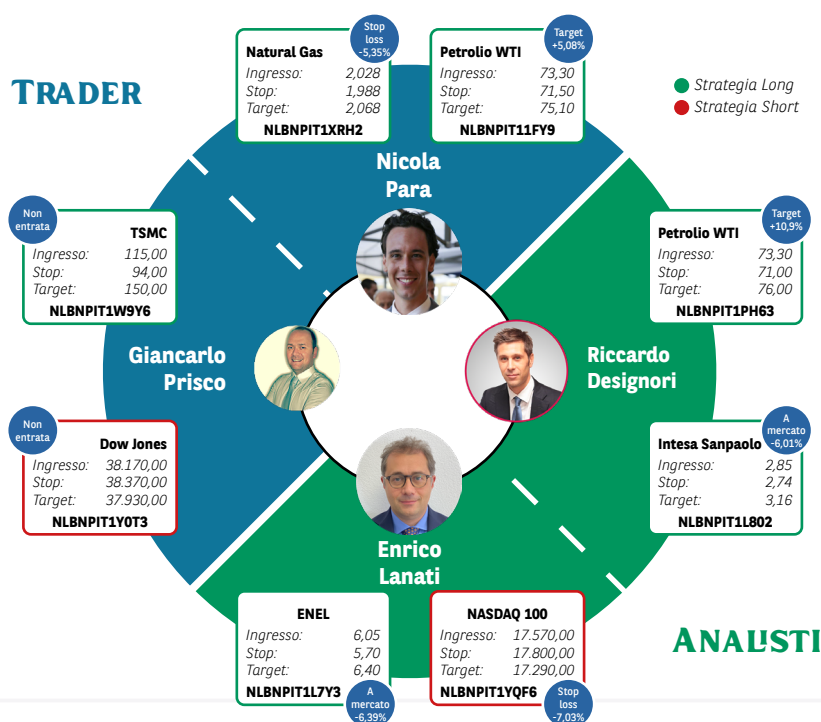 TRADER
Stop
loss
-5,35%
Natural Gas
Ingresso: 2,028
Stop: 1,988
Target: 2,068
NLBNPIT1XRH2
Target
+5,08%
Petrolio WTI
Ingresso: 73,30
Stop: 71,50
Target: 75,10
NLBNPIT11FY9
Strategia Long
Strategia Short
Nicola
Para
Non
entrata
TSMC
Ingresso: 115,00
Stop: 94,00
Target: 150,00
NLBNPIT1W9Y6
Target
+10,9%
Petrolio WTI
Ingresso: 73,30
Stop: 71,00
Target: 76,00
NLBNPIT1PH63
Giancarlo
Prisco
Riccardo
Designori
Non
entrata
Dow Jones
Ingresso: 38.170,00
Stop: 38.370,00
Target: 37.930,00
NLBNPIT1Y0T3
A
mercato
-6,01%
Intesa Sanpaolo
Ingresso: 2,85
Stop: 2,74
Target: 3,16
NLBNPIT1L802
Enrico
Lanati
ENEL
Ingresso: 6,05
Stop: 5,70
Target: 6,40
NLBNPIT1L7Y3
A
mercato
-6,39%
NASDAQ 100
Ingresso: 17.570,00
Stop: 17.800,00
Target: 17.290,00
NLBNPIT1YQF6
Stop
loss
-7,03%
ANALISTI